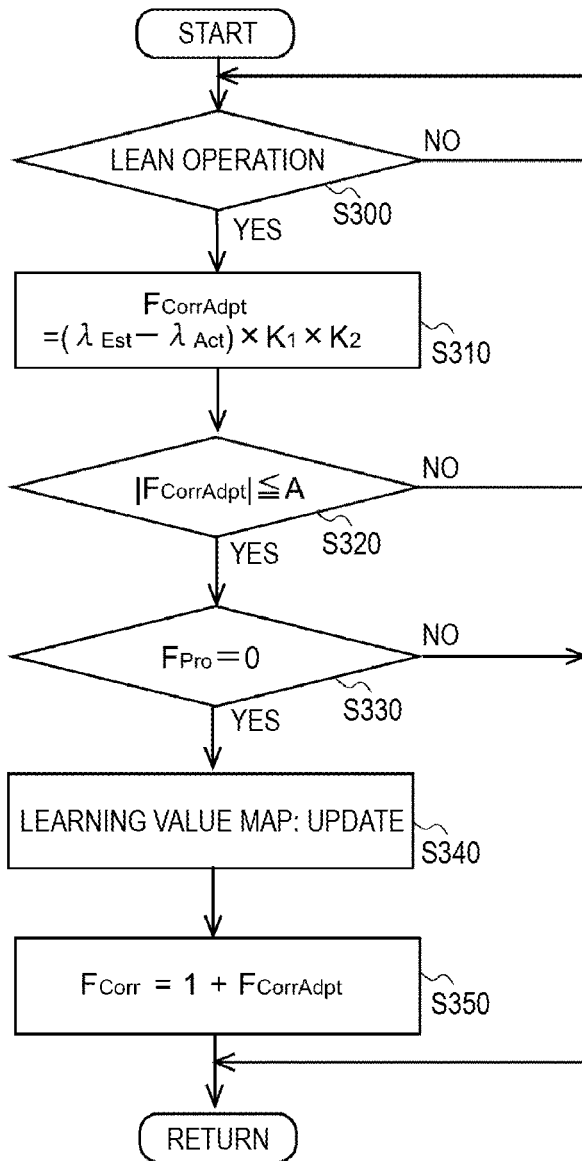 START
LEAN OPERATION
NO
S300
YES
FCorrAdpt
=(λEst−λAct)×K1×K2
S310
|FCorrAdpt|≦A
NO
S320
YES
FPro=0
NO
S330
YES
LEARNING VALUE MAP: UPDATE
S340
FCorr = 1 + FCorrAdpt
S350
RETURN